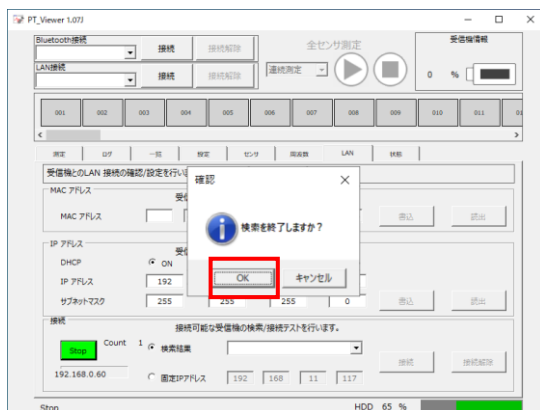 PT_Viewer 1.07J
Bluetooth接続
接続
接続解除
LAN接続
接続
接続解除
全センサ測定
連続測定
受信機情報
0 %
001 002 003 004 005 006 007 008 009 010 011 01
測定 ログ 一覧 設定 センサ 周波数 LAN 状態
受信機とのLAN 接続の確認/設定を行い
MAC アドレス
受信
MAC アドレス
書込 読出
IP アドレス
受信
DHCP ON
IP アドレス 192
サブネットマスク 255 255 255 0 書込 読出
確認
検索を終了しますか?
OK キャンセル
接続
接続可能な受信機の検索/接続テストを行います。
Stop Count 1 検索結果
接続 接続解除
192.168.0.60 固定IPアドレス 192 168 11 117
Stop HDD 65 %